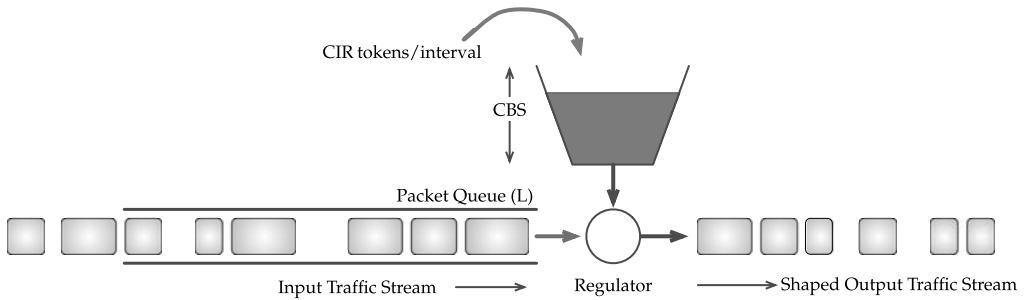 CIR tokens/interval
CBS
Packet Queue (L)
Input Traffic Stream
Regulator
Shaped Output Traffic Stream